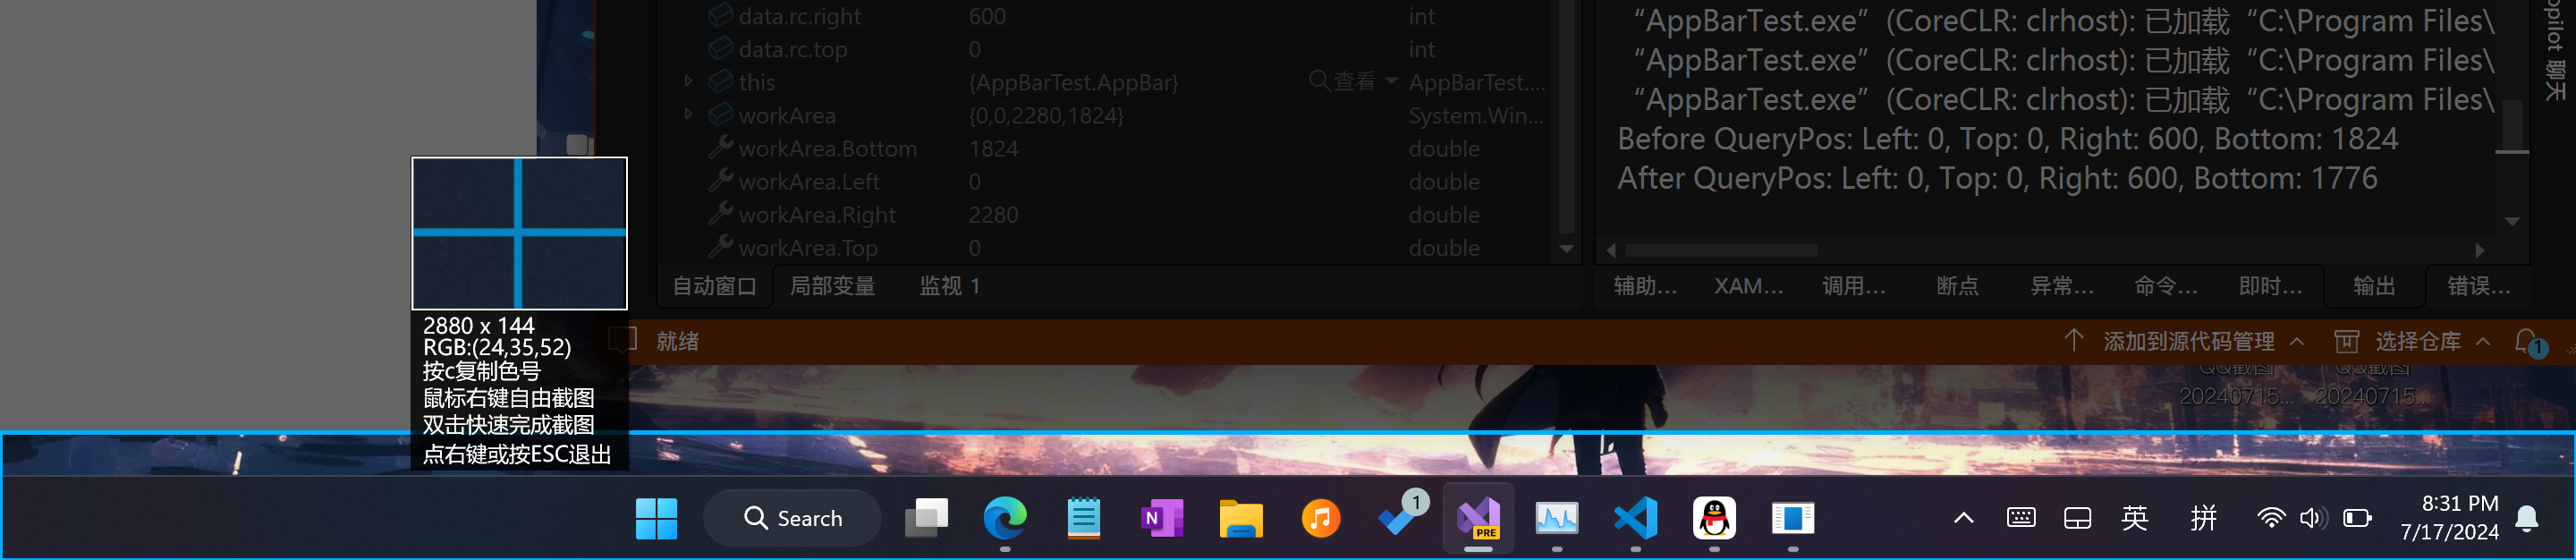 data.rc.right 600 int
data.rc.top 0 int
this {AppBarTest.AppBar} 查看 AppBarTest....
workArea {0,0,2280,1824} System.Win...
workArea.Bottom 1824 double
workArea.Left 0 double
workArea.Right 2280 double
workArea.Top 0 double
自动窗口 局部变量 监视 1
“AppBarTest.exe” (CoreCLR: clrhost): 已加载 “C:\Program Files\
“AppBarTest.exe” (CoreCLR: clrhost): 已加载 “C:\Program Files\
“AppBarTest.exe” (CoreCLR: clrhost): 已加载 “C:\Program Files\
Before QueryPos: Left: 0, Top: 0, Right: 600, Bottom: 1824
After QueryPos: Left: 0, Top: 0, Right: 600, Bottom: 1776
辅助... XAM... 调用... 断点 异常... 命令... 即时... 输出 错误...
opilot 聊天
2880 x 144
RGB:(24,35,52)
按c复制色号
鼠标右键自由截图
双击快速完成截图
点右键或按ESC退出
就绪
添加到源代码管理 选择仓库 1
QQ截图 QQ截图
20240715... 20240715...
Search
N
1
PRE
英 拼
8:31 PM
7/17/2024